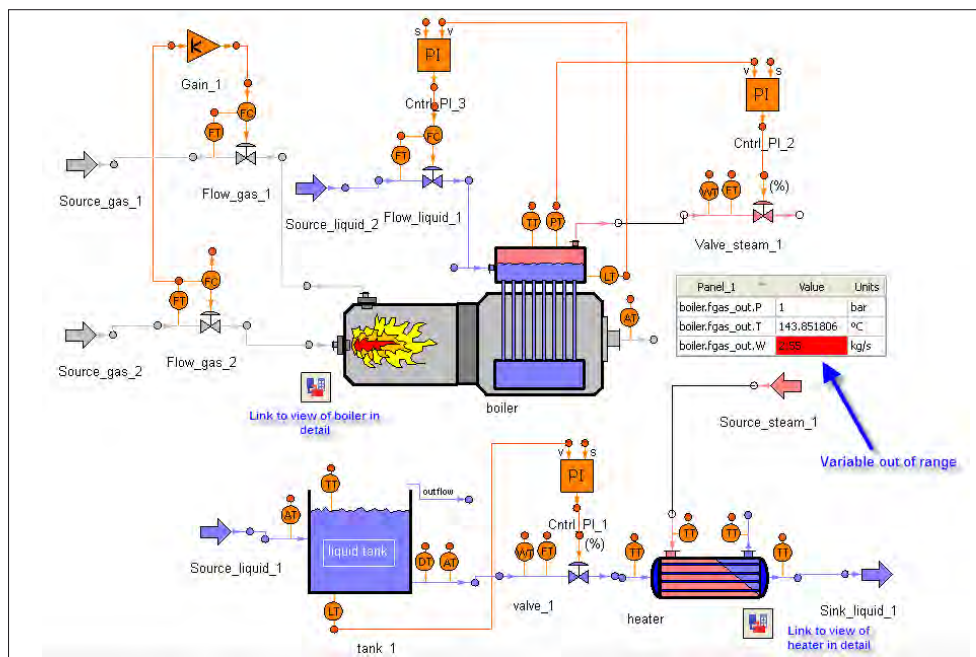 K
Gain_1
s
v
PI
Cntrl_PI_3
FC
FT
Source_gas_1
Flow_gas_1
FC
FT
Source_liquid_2
Flow_liquid_1
v
s
PI
Cntrl_PI_2
(%)
WT
FT
Valve_steam_1
TT
PT
LT
AT
FC
FT
Source_gas_2
Flow_gas_2
Panel_1 Value Units
boiler.fgas_out.P 1 bar
boiler.fgas_out.T 143.851806 ºC
boiler.fgas_out.W 2.55 kg/s
Link to view of boiler in
detail
boiler
Source_steam_1
Variable out of range
v
s
PI
Cntrl_PI_1
(%)
outflow
TT
AT
liquid tank
Source_liquid_1
DT
AT
LT
tank_1
WT
FT
valve_1
TT
TT
TT
TT
heater
Sink_liquid_1
Link to view of
heater in detail